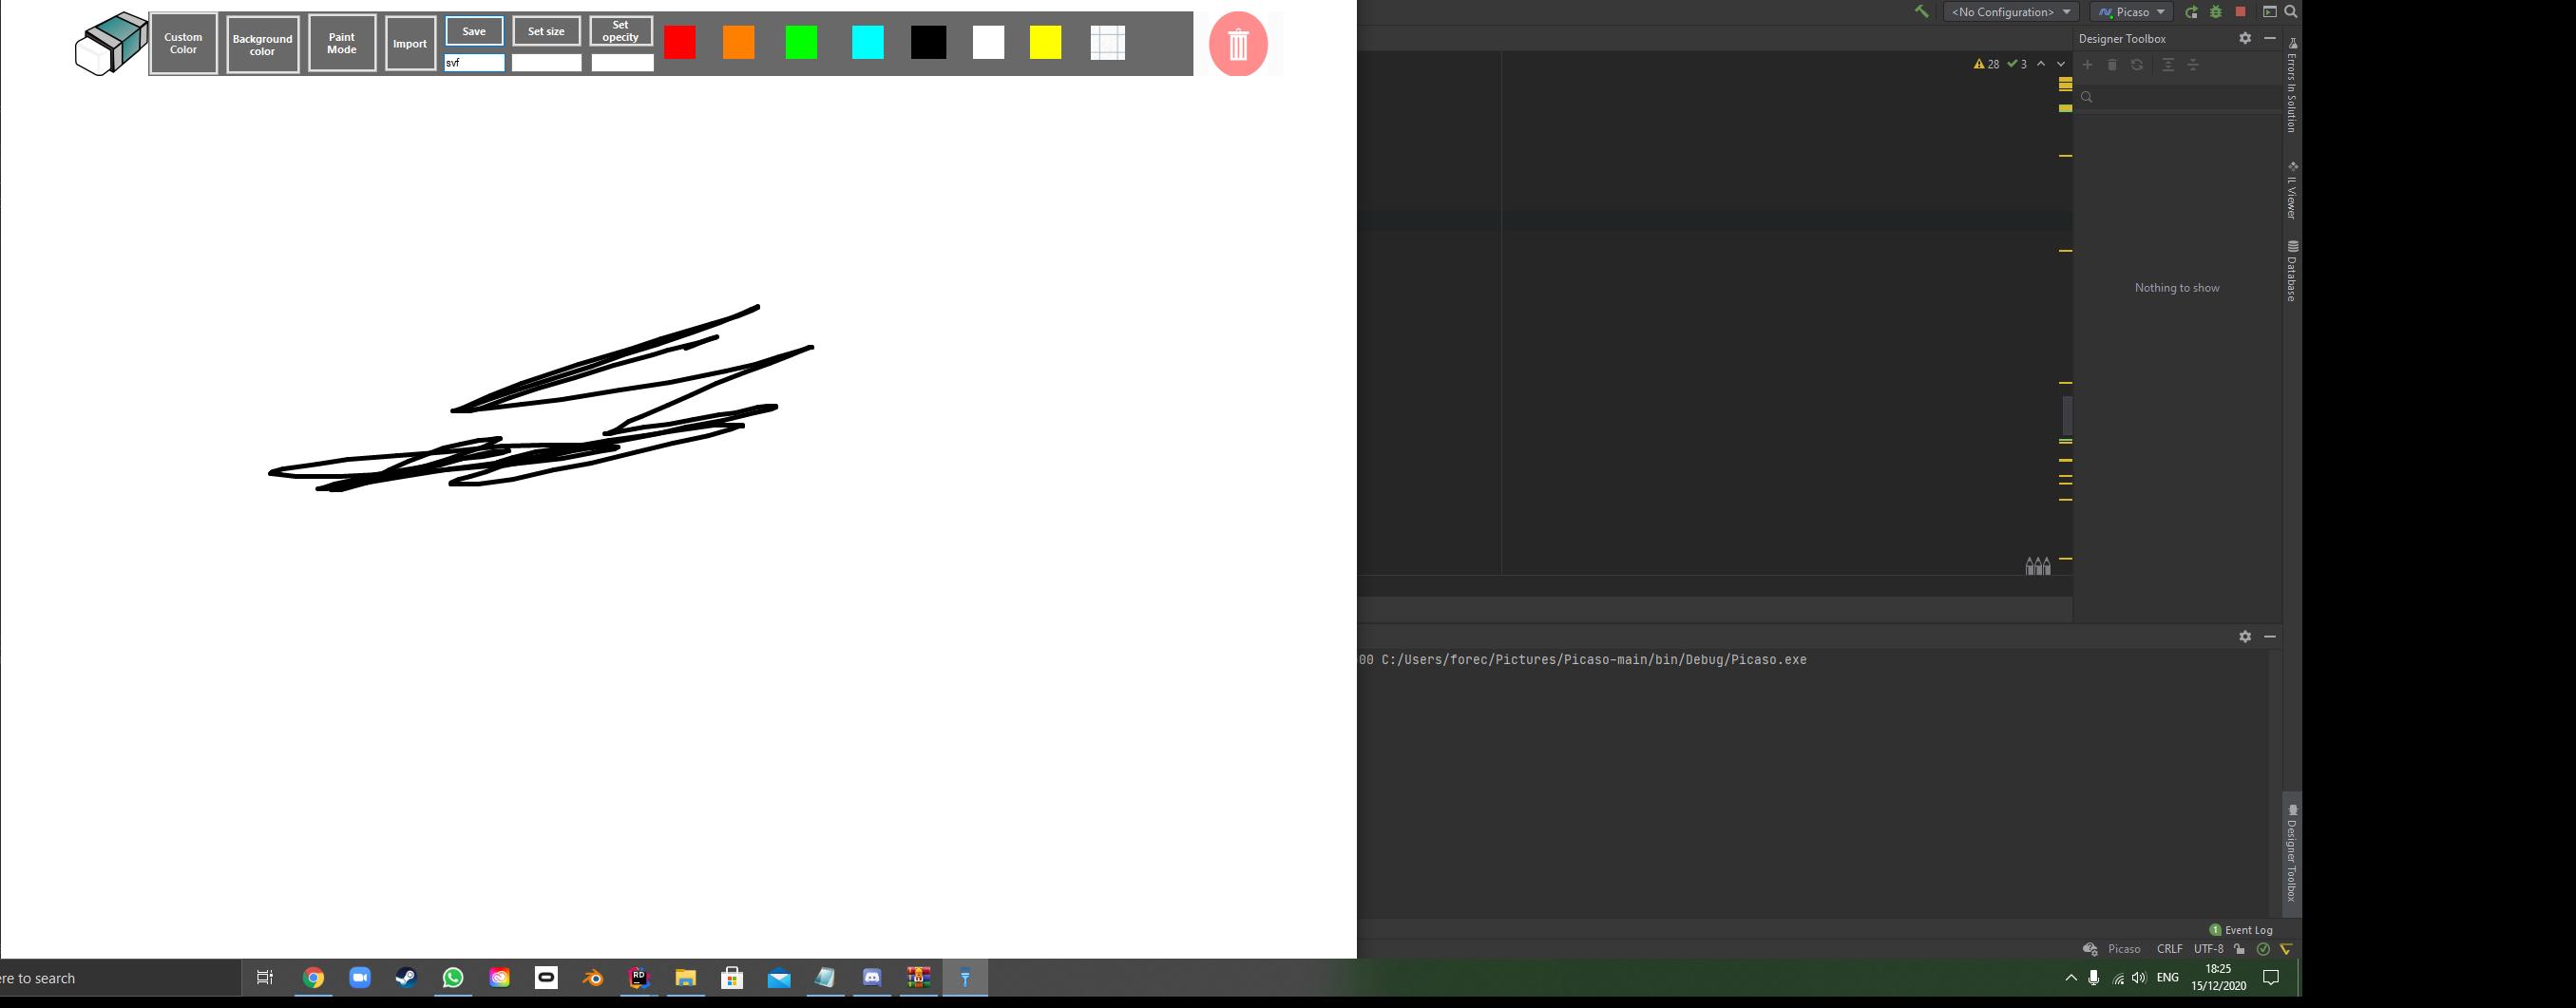 Custom
Color
Background
color
Paint
Mode
Import
Save
svf
Set size
Set
opecity
<No Configuration>
Picaso
Designer Toolbox
28
3
Nothing to show
Errors In Solution
IL Viewer
Database
Designer Toolbox
00 C:/Users/forec/Pictures/Picaso-main/bin/Debug/Picaso.exe
1 Event Log
Picaso CRLF UTF-8
ere to search
RD
ENG
18:25
15/12/2020